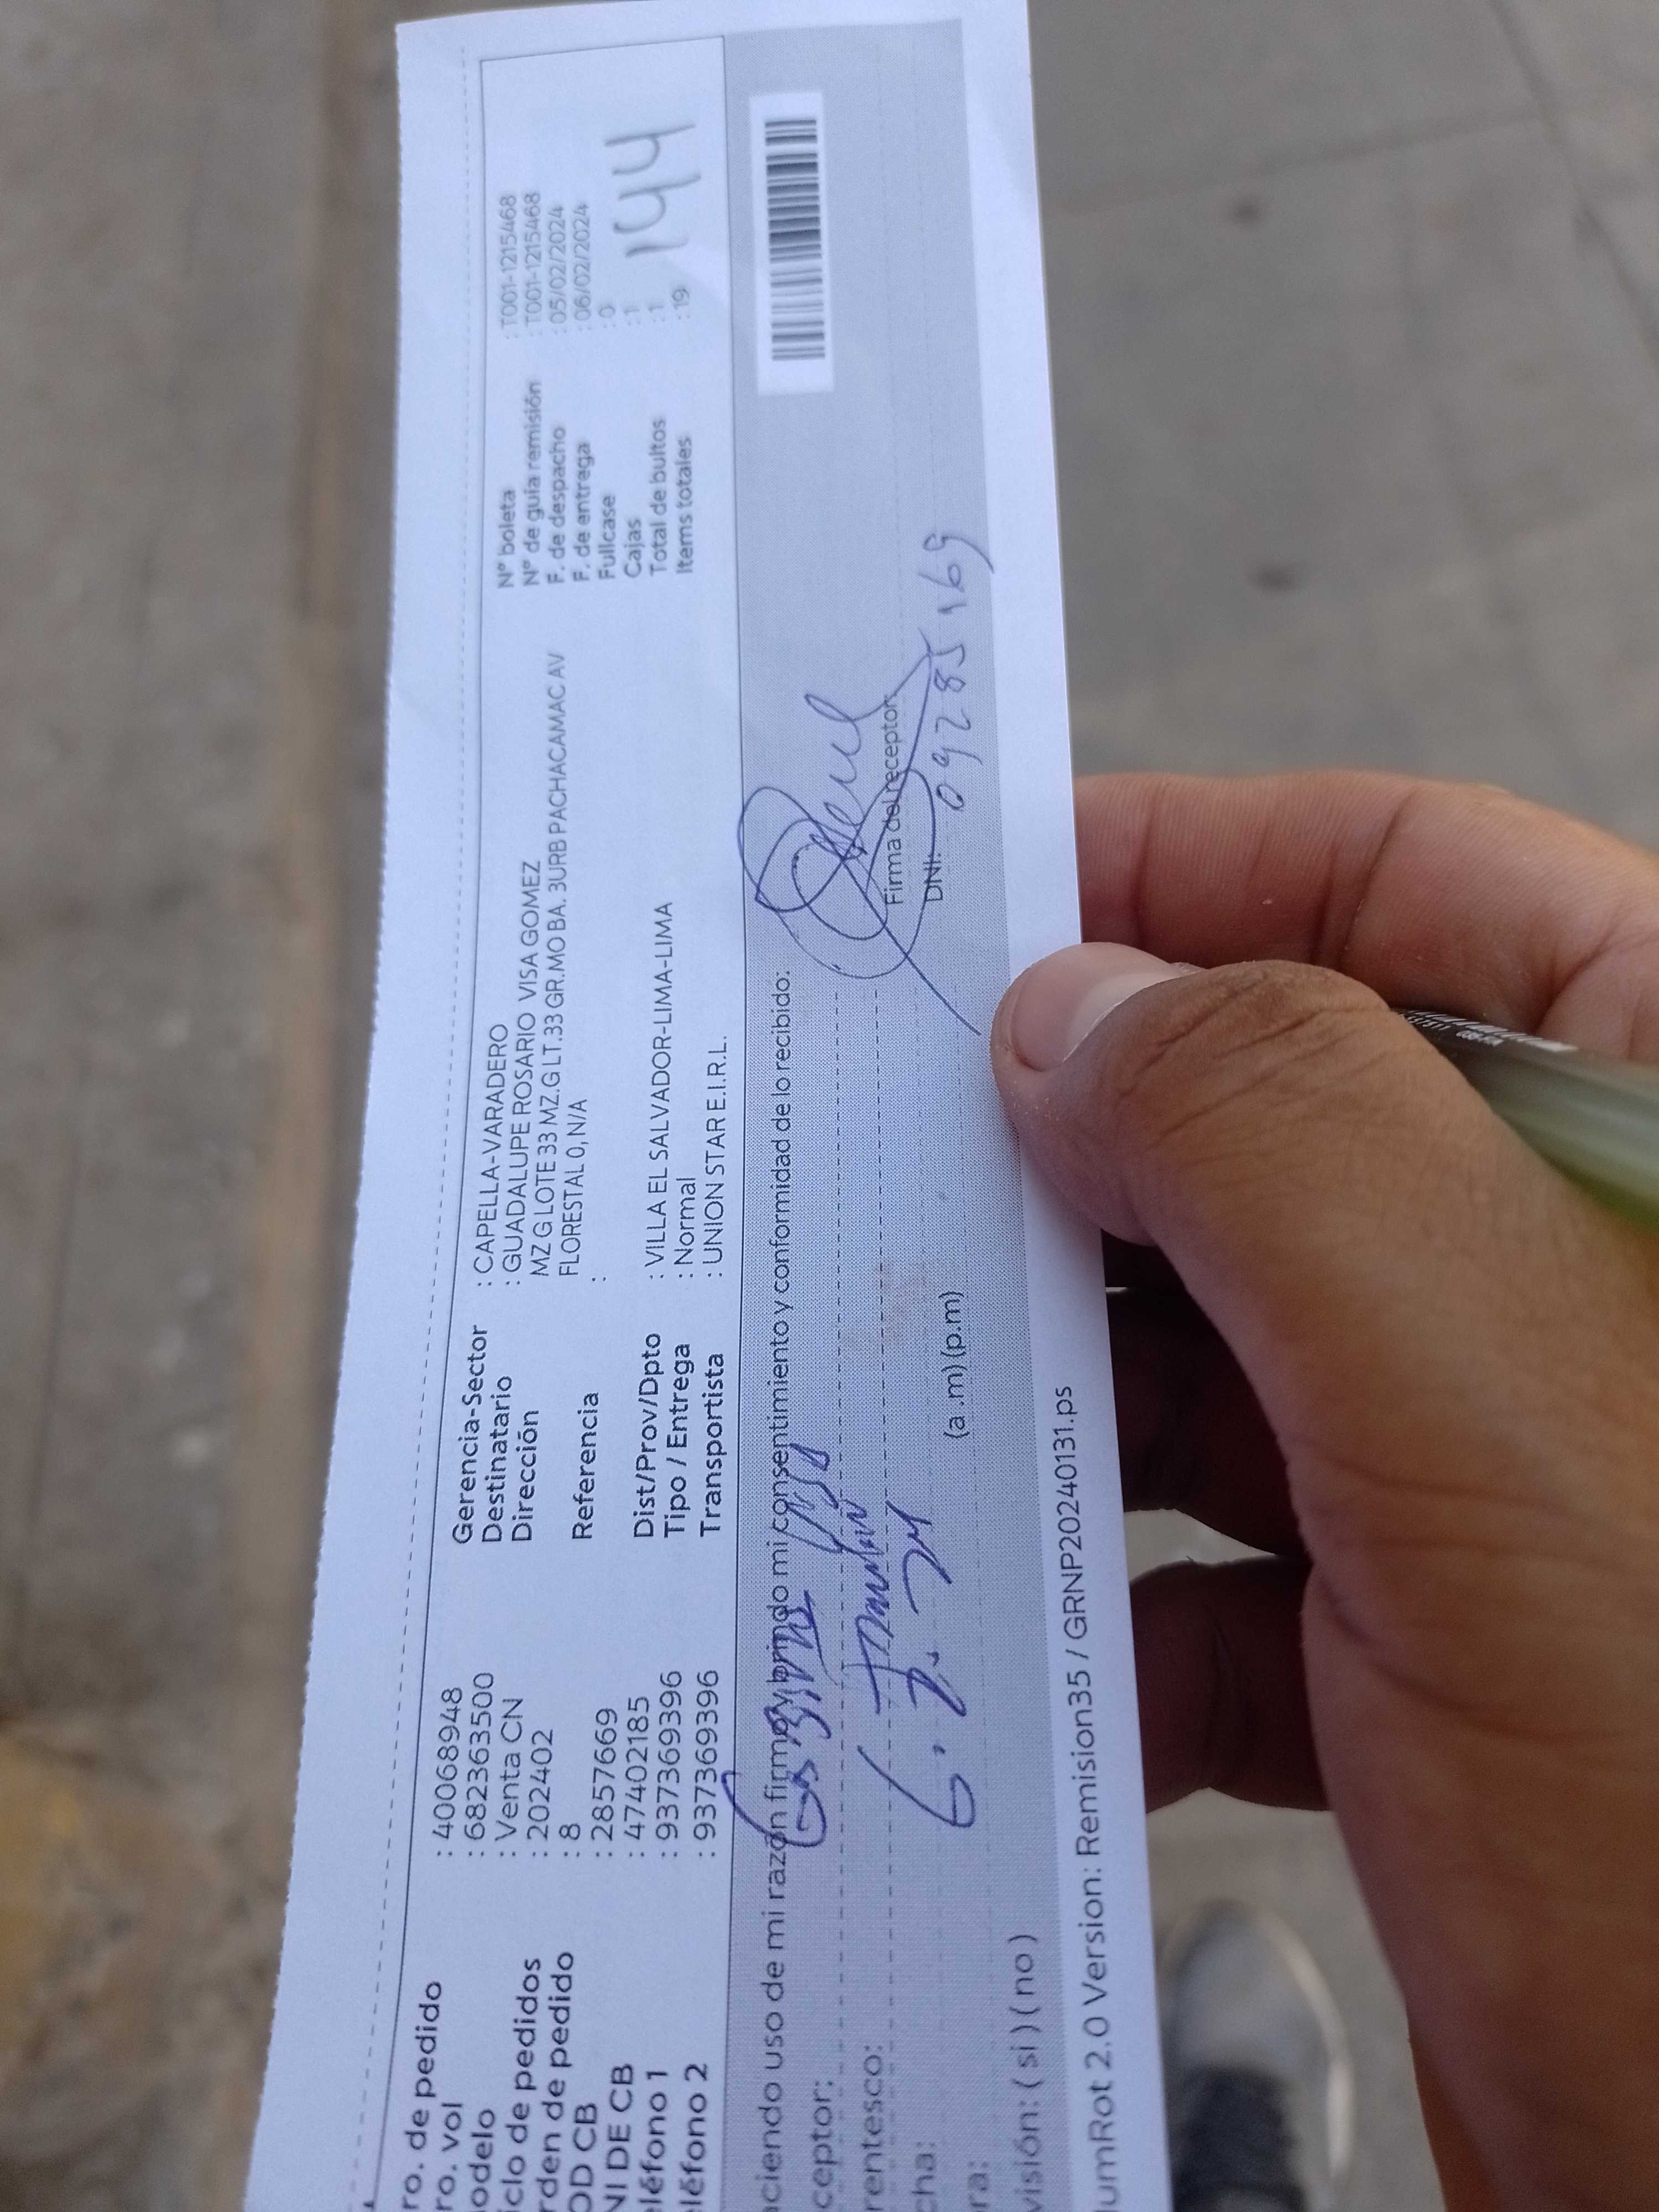 ro. de pedido : 40068948
ro. vol : 682363500
odelo : Venta CN
iclo de pedidos : 202402
rden de pedido : 8
OD CB : 2857669
NI DE CB : 47402185
eléfono 1 : 937369396
eléfono 2 : 937369396
Gerencia-Sector : CAPELLA-VARADERO
Destinatario : GUADALUPE ROSARIO VISA GOMEZ
Dirección MZ G LOTE 33 MZ.G LT.33 GR.MO BA. 3URB PACHACAMAC AV
FLORESTAL 0, N/A
Referencia :
Dist/Prov/Dpto : VILLA EL SALVADOR-LIMA-LIMA
Tipo / Entrega : Normal
Transportista : UNION STAR E.I.R.L.
N° boleta : T001-1215468
N° de guía remisión : T001-1215468
F. de despacho : 05/02/2024
F. de entrega : 06/02/2024
Fullcase : 0
Cajas : 1
Total de bultos : 1
Items totales : 19
144
aciendo uso de mi razón firmo y brindo mi consentimiento y conformidad de lo recibido:
ceptor:
rentesco:
cha:
ra: (a .m) (p.m)
visión: ( si ) ( no )
Firma del receptor
DNI: 09285169
umRot 2.0 Version: Remision35 / GRNP20240131.ps